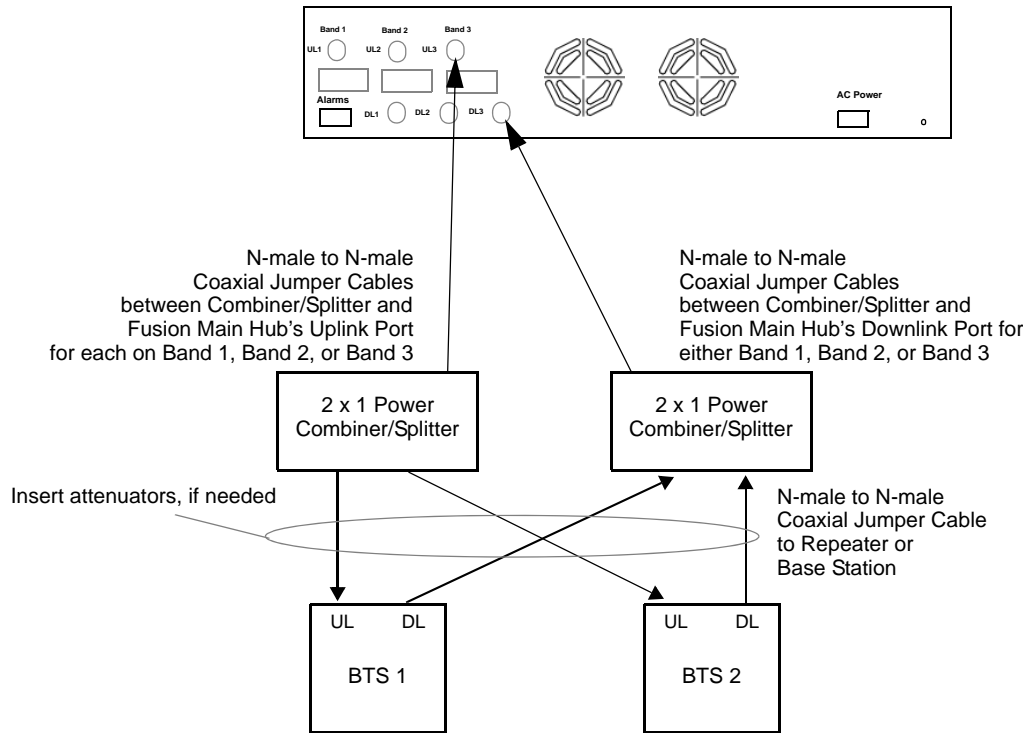 Band 1
Band 2
Band 3
UL1
UL2
UL3
Alarms
DL1
DL2
DL3
AC Power
N-male to N-male
Coaxial Jumper Cables
between Combiner/Splitter and
Fusion Main Hub's Uplink Port
for each on Band 1, Band 2, or Band 3
N-male to N-male
Coaxial Jumper Cables
between Combiner/Splitter and
Fusion Main Hub's Downlink Port for
either Band 1, Band 2, or Band 3
2 x 1 Power
Combiner/Splitter
2 x 1 Power
Combiner/Splitter
Insert attenuators, if needed
N-male to N-male
Coaxial Jumper Cable
to Repeater or
Base Station
UL
DL
BTS 1
UL
DL
BTS 2